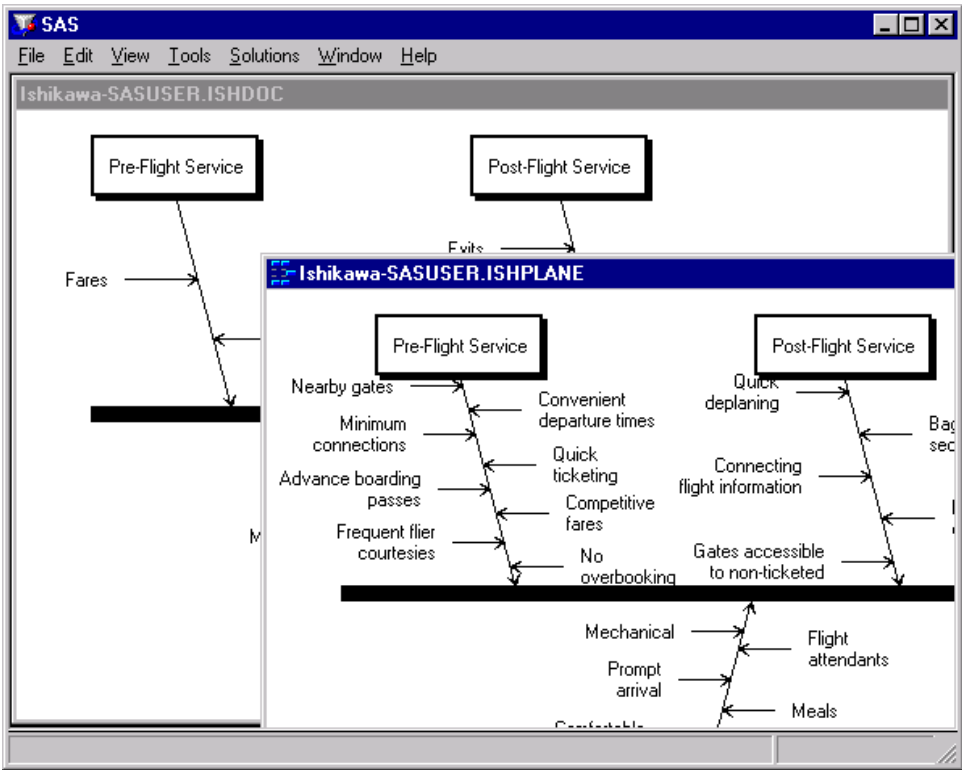 SAS
File Edit View Tools Solutions Window Help
Ishikawa-SASUSER.ISHDOC
Pre-Flight Service
Post-Flight Service
Exits
Fares
Ishikawa-SASUSER.ISHPLANE
Pre-Flight Service
Post-Flight Service
Nearby gates
Convenient
departure times
Minimum
connections
Quick
ticketing
Advance boarding
passes
Competitive
fares
Frequent flier
courtesies
No
overbooking
Quick
deplaning
Connecting
flight information
Gates accessible
to non-ticketed
Mechanical
Flight
attendants
Prompt
arrival
Meals
Comfortable